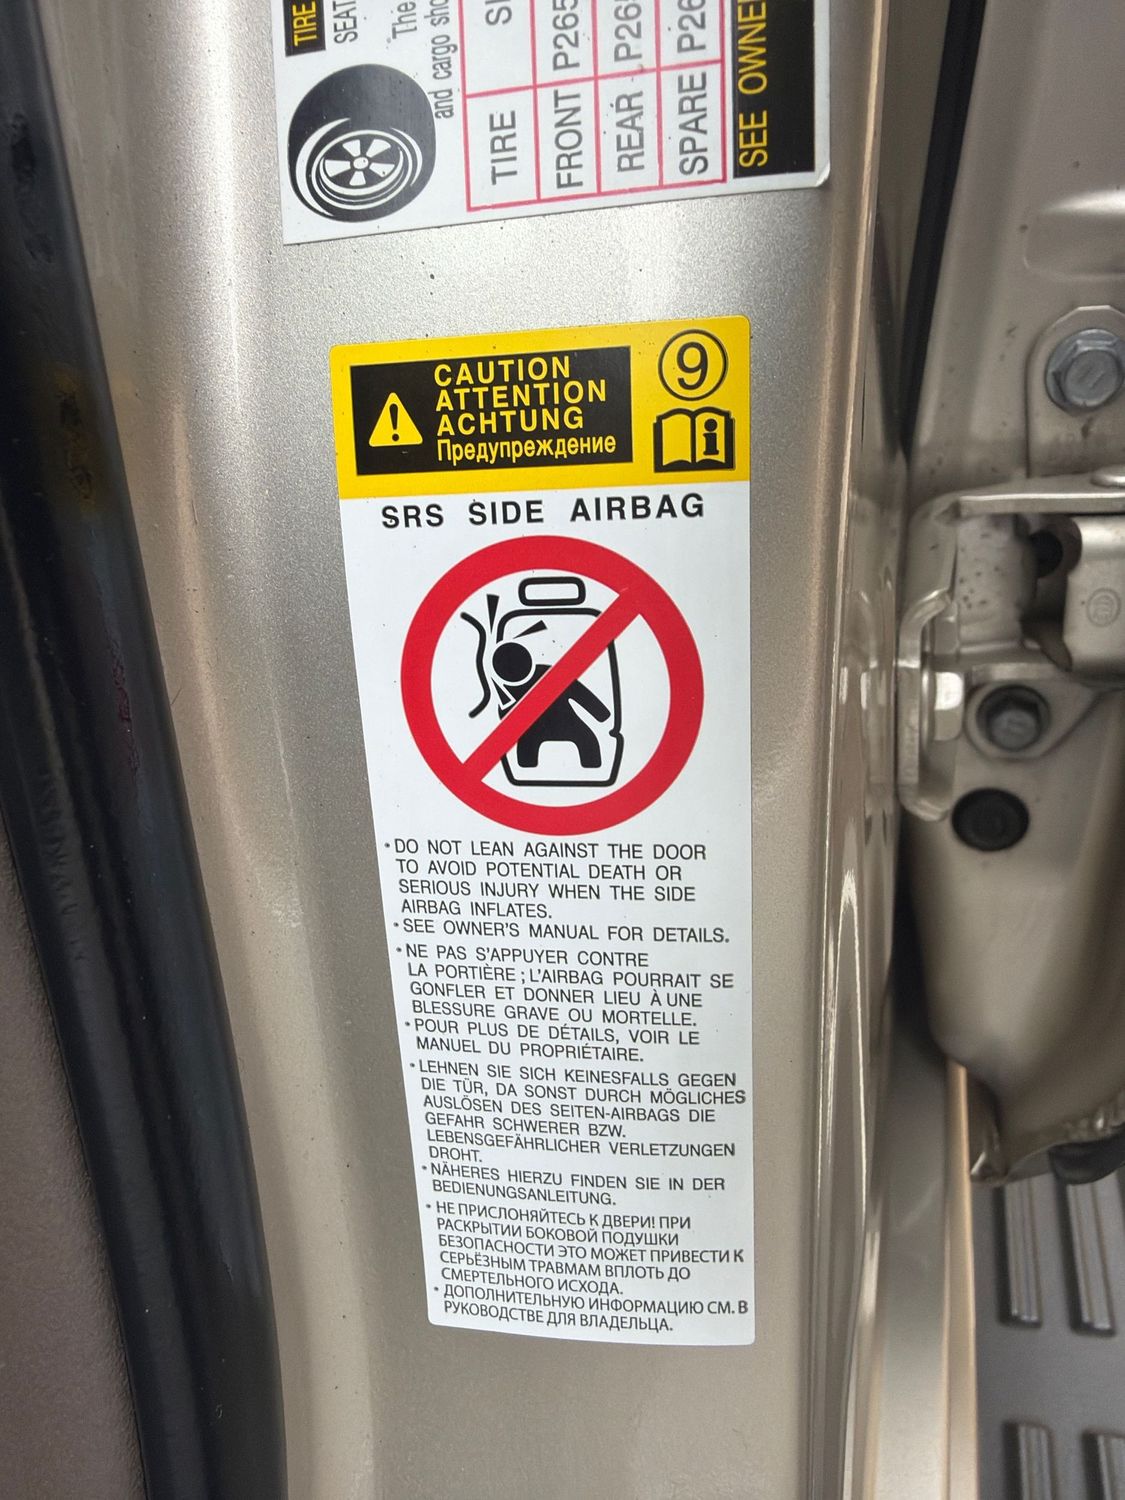 TIRE
SEAT
The
and cargo
TIRE
FRONT P265
REAR P265
SPARE
SEE OWNER
CAUTION
ATTENTION
ACHTUNG
Предупреждение
9
i
SRS SIDE AIRBAG
•DO NOT LEAN AGAINST THE DOOR
TO AVOID POTENTIAL DEATH OR
SERIOUS INJURY WHEN THE SIDE
AIRBAG INFLATES.
•SEE OWNER'S MANUAL FOR DETAILS.
•NE PAS S'APPUYER CONTRE
LA PORTIÈRE ; L'AIRBAG POURRAIT SE
GONFLER ET DONNER LIEU À UNE
BLESSURE GRAVE OU MORTELLE.
•POUR PLUS DE DÉTAILS, VOIR LE
MANUEL DU PROPRIÉTAIRE.
•LEHNEN SIE SICH KEINESFALLS GEGEN
DIE TÜR, DA SONST DURCH MÖGLICHES
AUSLÖSEN DES SEITEN-AIRBAGS DIE
GEFAHR SCHWERER BZW.
LEBENSGEFÄHRLICHER VERLETZUNGEN
DROHT.
•NÄHERES HIERZU FINDEN SIE IN DER
BEDIENUNGSANLEITUNG.
• НЕ ПРИСЛОНЯЙТЕСЬ К ДВЕРИ! ПРИ
РАСКРЫТИИ БОКОВОЙ ПОДУШКИ
БЕЗОПАСНОСТИ ЭТО МОЖЕТ ПРИВЕСТИ К
СЕРЬЁЗНЫМ ТРАВМАМ ВПЛОТЬ ДО
СМЕРТЕЛЬНОГО ИСХОДА.
• ДОПОЛНИТЕЛЬНУЮ ИНФОРМАЦИЮ СМ. В
РУКОВОДСТВЕ ДЛЯ ВЛАДЕЛЬЦА.